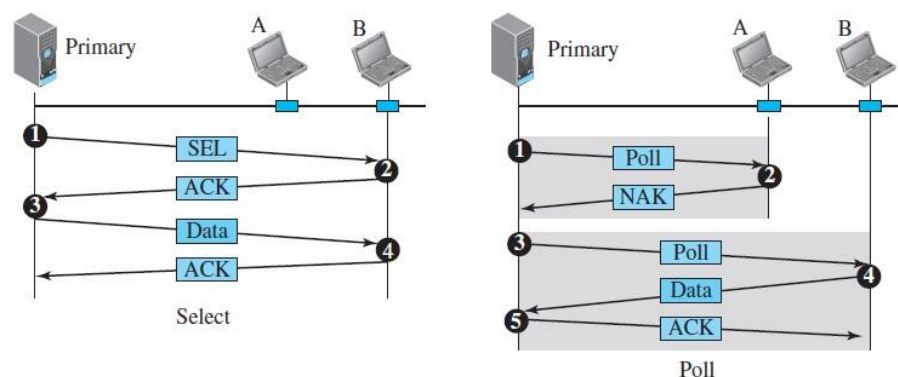 Primary
A
B
1
SEL
2
ACK
3
Data
4
ACK
Select
Primary
A
B
1
Poll
2
NAK
3
Poll
4
Data
5
ACK
Poll